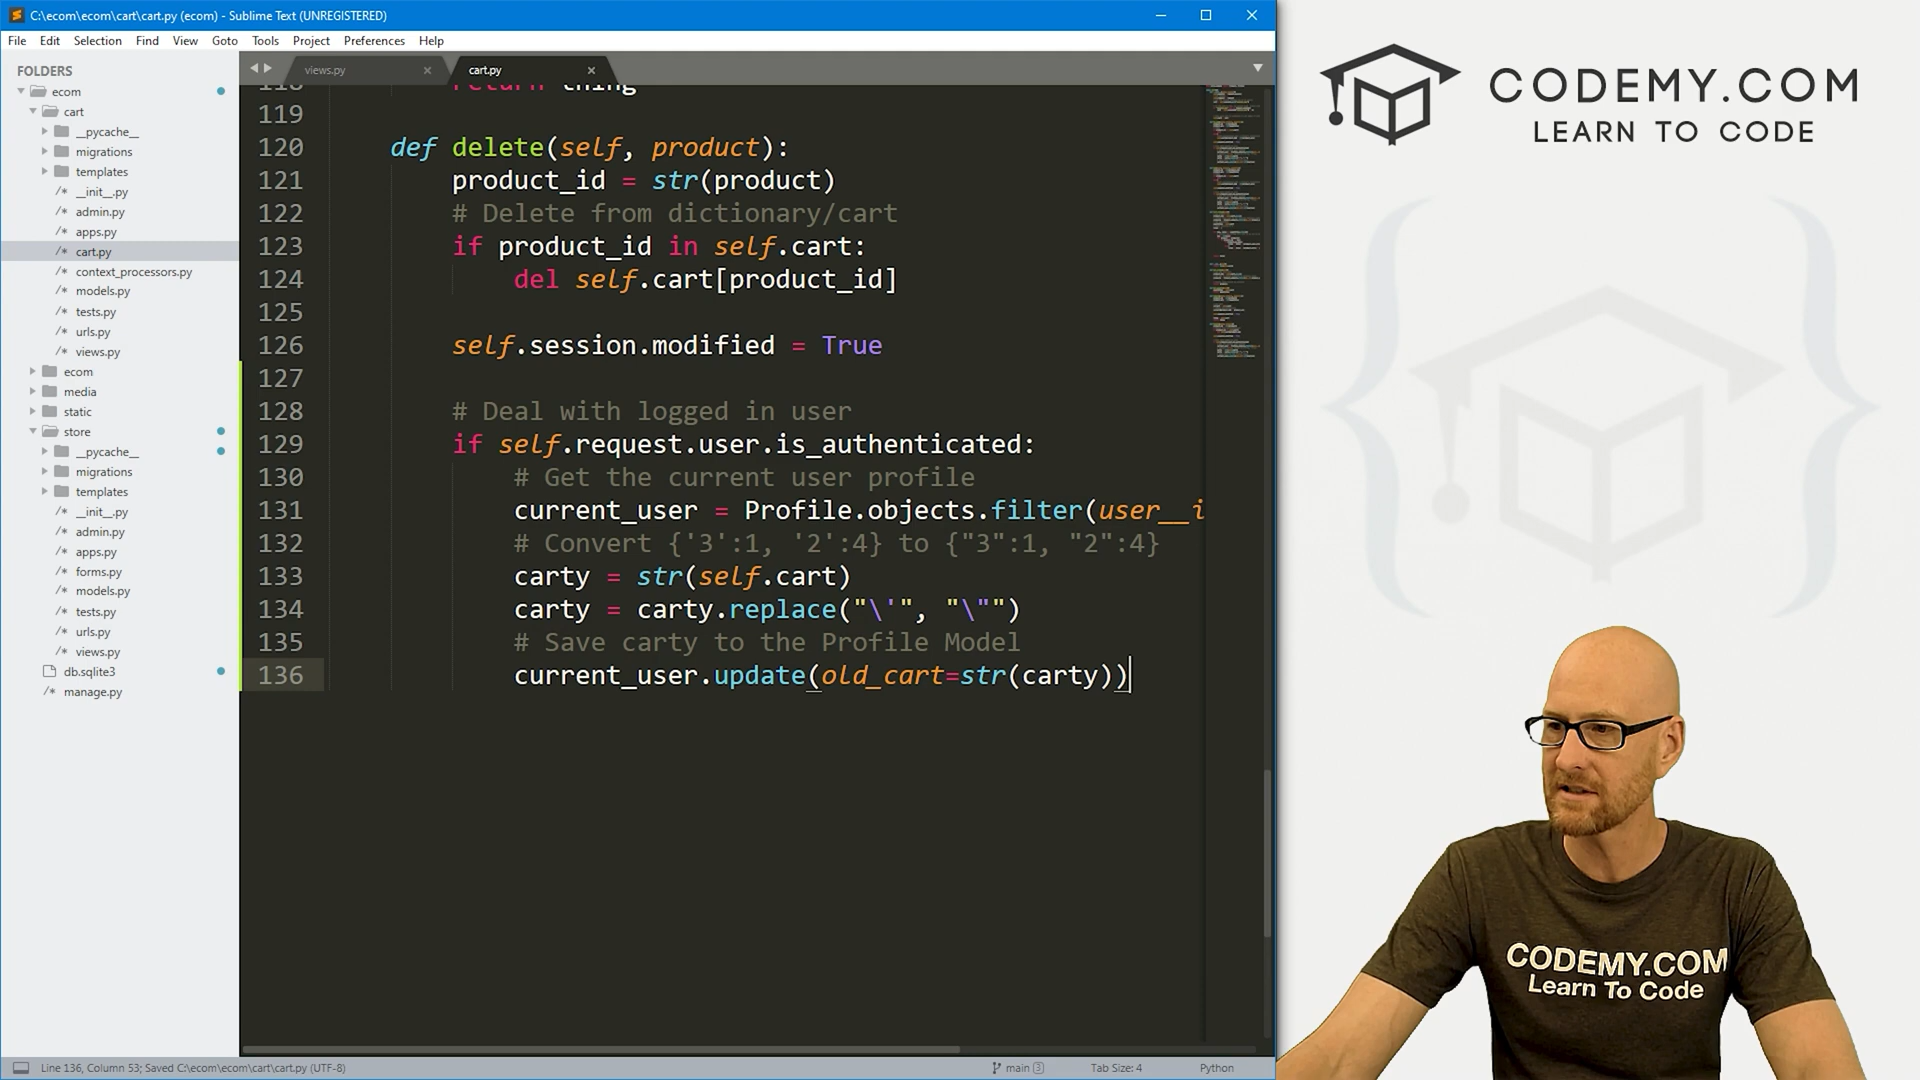 C:\ecom\ecom\cart\cart.py (ecom) - Sublime Text (UNREGISTERED)
File Edit Selection Find View Goto Tools Project Preferences Help
FOLDERS
ecom
cart
__pycache__
migrations
templates
__init__.py
admin.py
apps.py
cart.py
context_processors.py
models.py
tests.py
urls.py
views.py
ecom
media
static
store
__pycache__
migrations
templates
__init__.py
admin.py
apps.py
forms.py
models.py
tests.py
urls.py
views.py
db.sqlite3
manage.py
views.py
cart.py
118 return thing
119
120 def delete(self, product):
121 product_id = str(product)
122 # Delete from dictionary/cart
123 if product_id in self.cart:
124 del self.cart[product_id]
125
126 self.session.modified = True
127
128 # Deal with logged in user
129 if self.request.user.is_authenticated:
130 # Get the current user profile
131 current_user = Profile.objects.filter(user__i
132 # Convert {'3':1, '2':4} to {"3":1, "2":4}
133 carty = str(self.cart)
134 carty = carty.replace("\'", "\"")
135 # Save carty to the Profile Model
136 current_user.update(old_cart=str(carty))
Line 136, Column 53; Saved C:\ecom\ecom\cart\cart.py (UTF-8)
main 3
Tab Size: 4
Python
CODEMY.COM
LEARN TO CODE
CODEMY.COM
Learn To Code